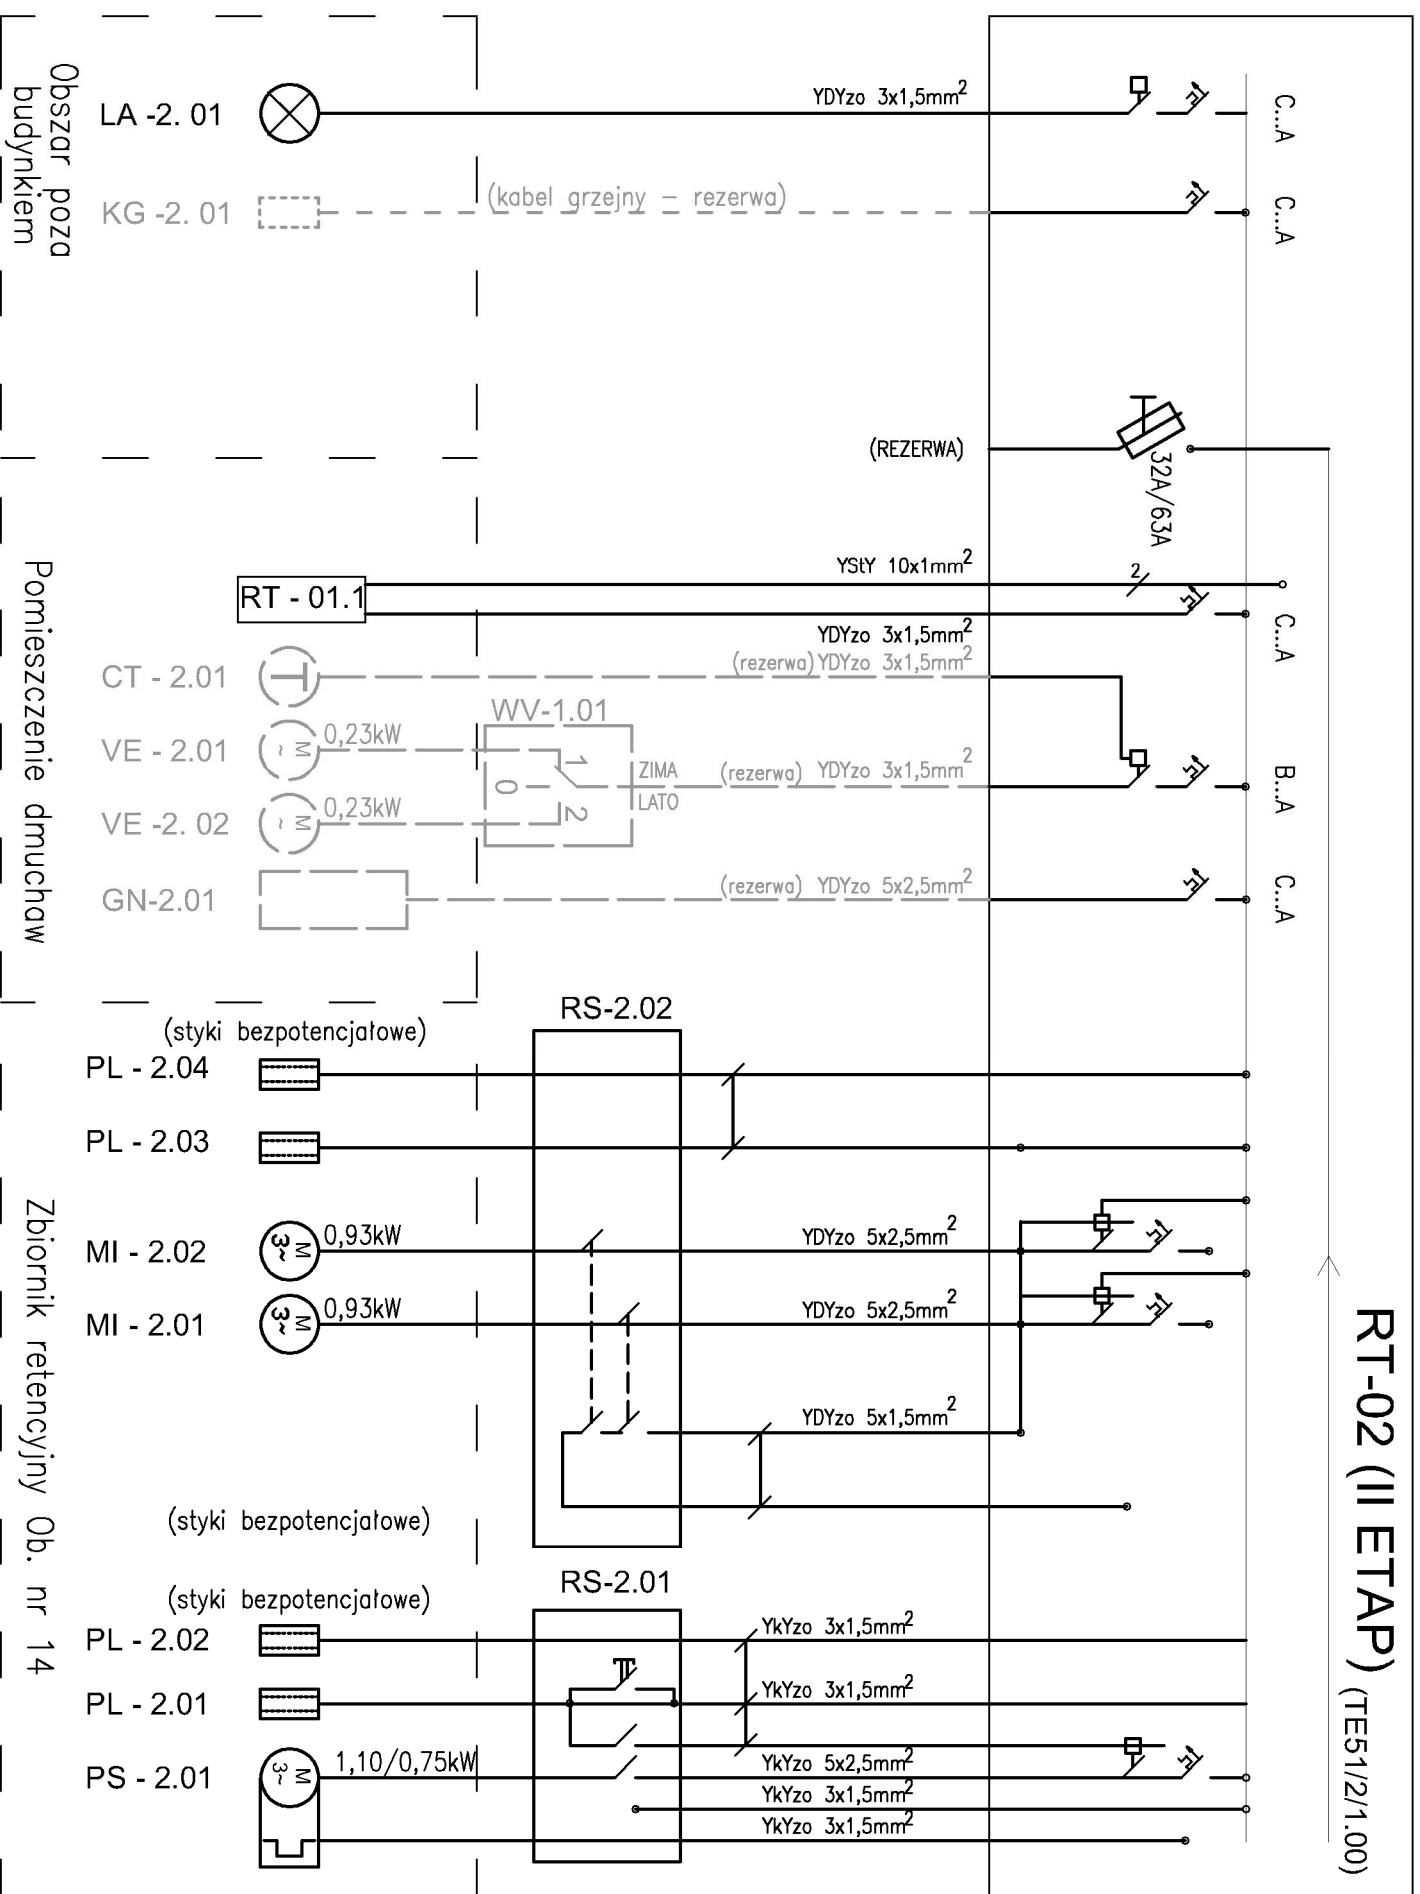 Obszar poza
budynkiem
LA -2. 01
YDYzo 3x1,5mm²
C...A
KG -2. 01
(kabel grzejny – rezerwa)
C...A
(REZERWA)
32A/63A
Pomieszczenie dmuchaw
RT - 01.1
YStY 10x1mm²
2
YDYzo 3x1,5mm²
C...A
CT - 2.01
(rezerwa) YDYzo 3x1,5mm²
WV-1.01
VE - 2.01
M
~
0,23kW
1
0
2
ZIMA
LATO
(rezerwa) YDYzo 3x1,5mm²
B...A
VE -2. 02
M
~
0,23kW
GN-2.01
(rezerwa) YDYzo 5x2,5mm²
C...A
Zbiornik retencyjny Ob. nr 14
(styki bezpotencjałowe)
RS-2.02
PL - 2.04
PL - 2.03
MI - 2.02
M
3~
0,93kW
YDYzo 5x2,5mm²
MI - 2.01
M
3~
0,93kW
YDYzo 5x2,5mm²
YDYzo 5x1,5mm²
(styki bezpotencjałowe)
(styki bezpotencjałowe)
RS-2.01
PL - 2.02
YkYzo 3x1,5mm²
PL - 2.01
YkYzo 3x1,5mm²
PS - 2.01
M
3~
1,10/0,75kW
YkYzo 5x2,5mm²
YkYzo 3x1,5mm²
YkYzo 3x1,5mm²
RT-02 (II ETAP) (TE51/2/1.00)